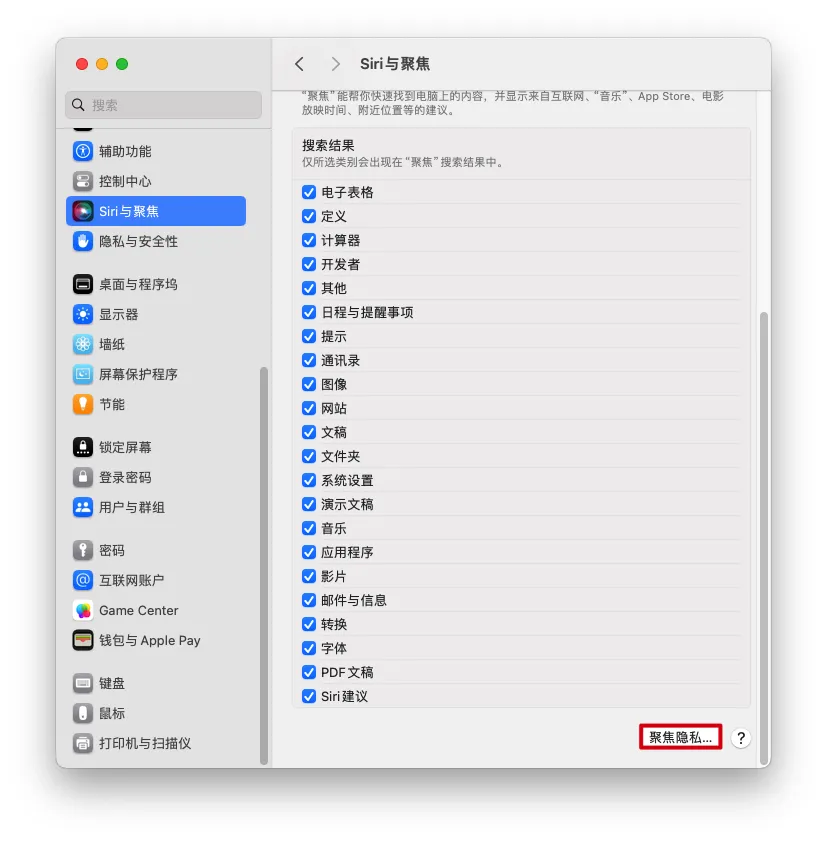 Siri与聚焦
搜索
辅助功能
控制中心
Siri与聚焦
隐私与安全性
桌面与程序坞
显示器
墙纸
屏幕保护程序
节能
锁定屏幕
登录密码
用户与群组
密码
互联网账户
Game Center
钱包与 Apple Pay
键盘
鼠标
打印机与扫描仪
“聚焦”能帮你快速找到电脑上的内容，并显示来自互联网、“音乐”、App Store、电影
放映时间、附近位置等的建议。
搜索结果
仅所选类别会出现在“聚焦”搜索结果中。
电子表格
定义
计算器
开发者
其他
日程与提醒事项
提示
通讯录
图像
网站
文稿
文件夹
系统设置
演示文稿
音乐
应用程序
影片
邮件与信息
转换
字体
PDF文稿
Siri建议
聚焦隐私...
?